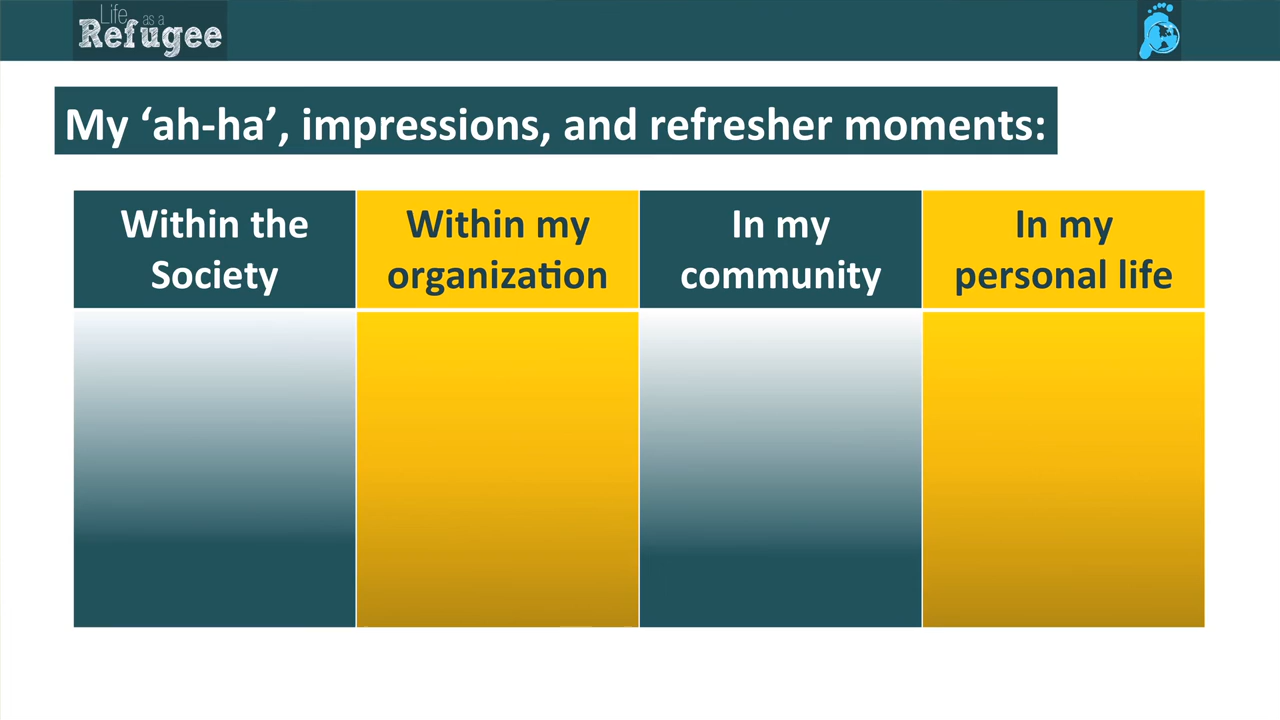 Life as a
Refugee
My ‘ah-ha’, impressions, and refresher moments:
Within the
Society
Within my
organization
In my
community
In my
personal life